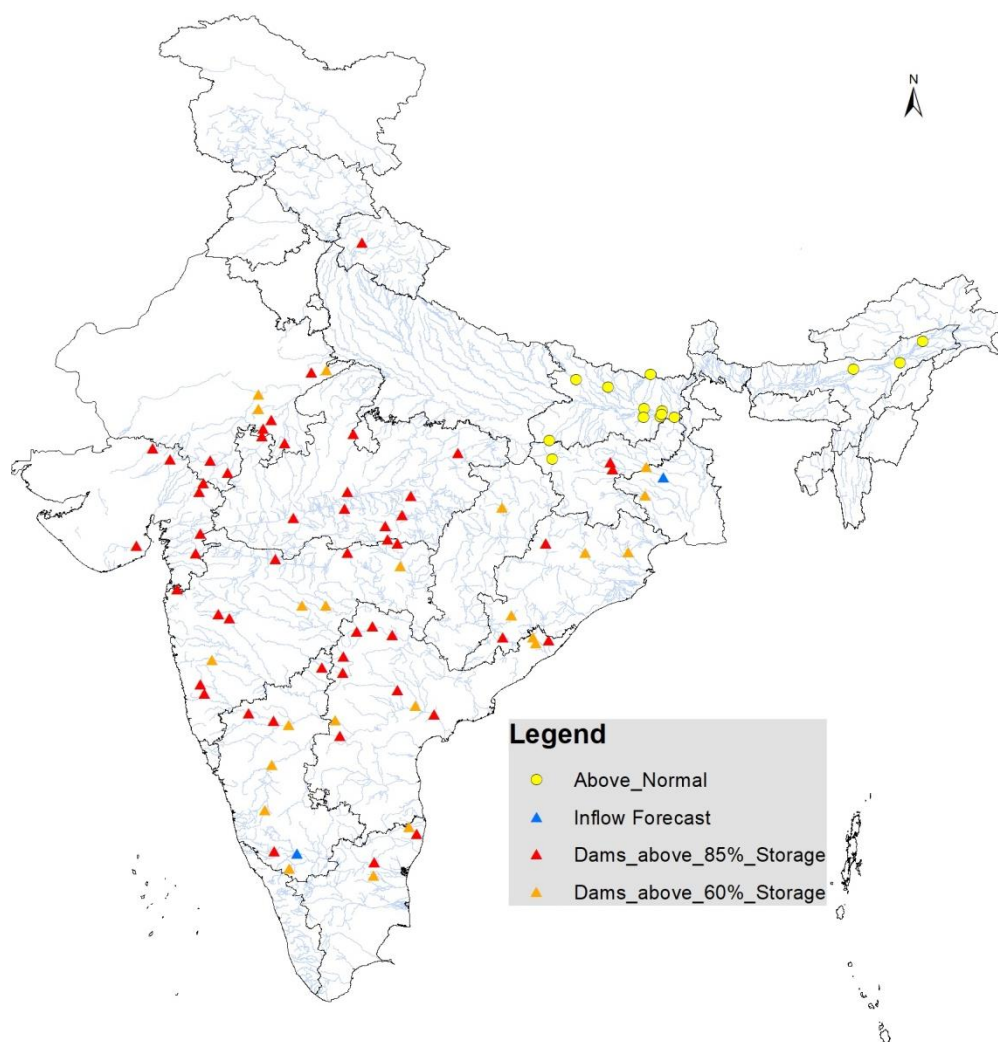 N
Legend
Above_Normal
Inflow Forecast
Dams_above_85%_Storage
Dams_above_60%_Storage